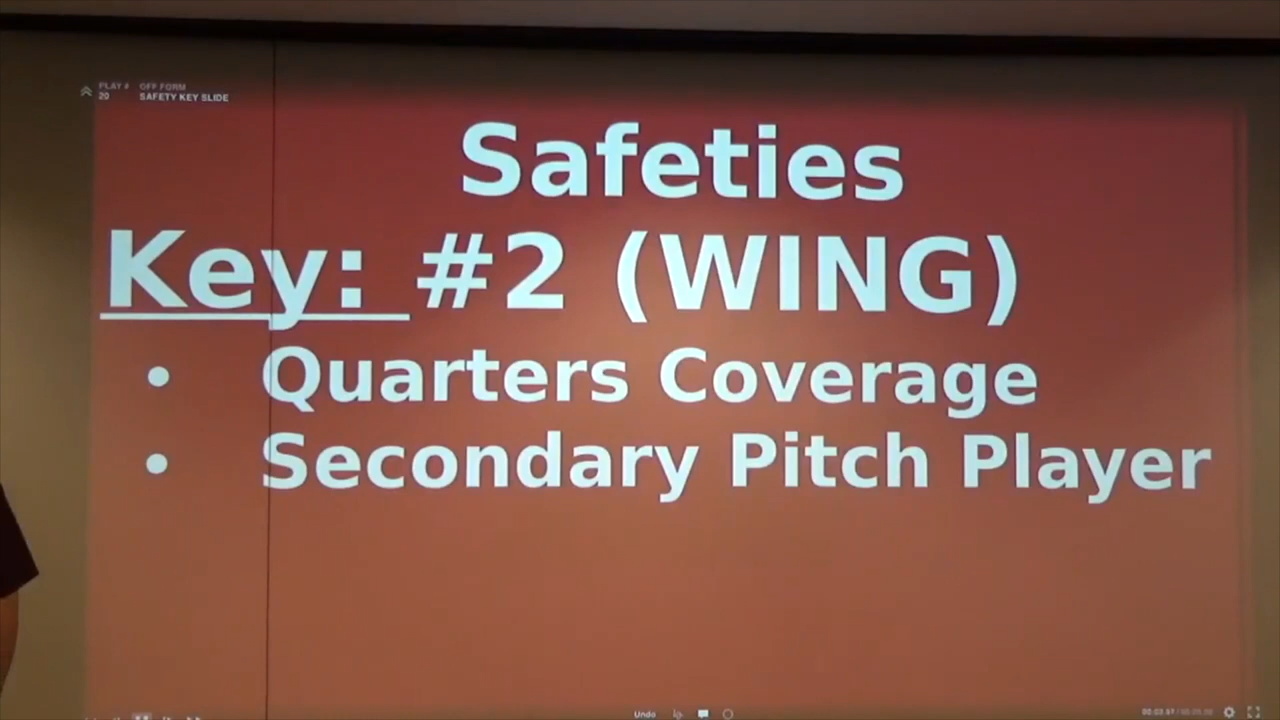 PLAY # OFF FORM
20 SAFETY KEY SLIDE
Safeties
Key: #2 (WING)
• Quarters Coverage
• Secondary Pitch Player
Undo